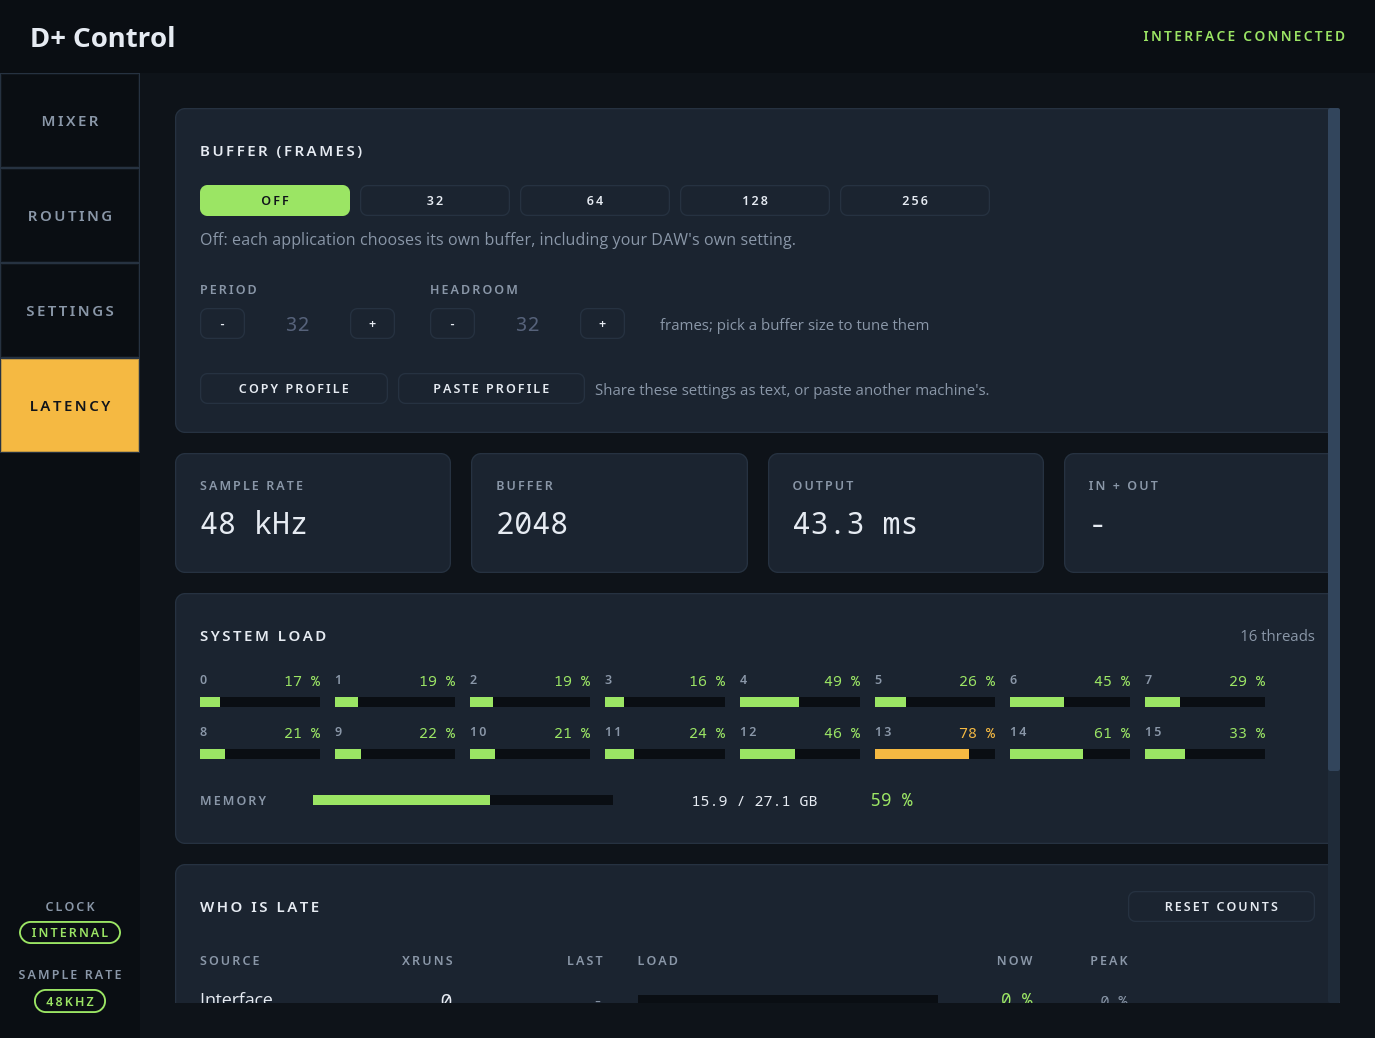 D+ Control
INTERFACE CONNECTED
MIXER
ROUTING
SETTINGS
LATENCY
CLOCK
INTERNAL
SAMPLE RATE
48KHZ
BUFFER (FRAMES)
OFF 32 64 128 256
Off: each application chooses its own buffer, including your DAW's own setting.
PERIOD HEADROOM
- 32 + - 32 + frames; pick a buffer size to tune them
COPY PROFILE PASTE PROFILE Share these settings as text, or paste another machine's.
SAMPLE RATE BUFFER OUTPUT IN + OUT
48 kHz 2048 43.3 ms -
SYSTEM LOAD 16 threads
0 17 % 1 19 % 2 19 % 3 16 % 4 49 % 5 26 % 6 45 % 7 29 %
8 21 % 9 22 % 10 21 % 11 24 % 12 46 % 13 78 % 14 61 % 15 33 %
MEMORY 15.9 / 27.1 GB 59 %
WHO IS LATE RESET COUNTS
SOURCE XRUNS LAST LOAD NOW PEAK
Interface 0 - 0 % 0 %